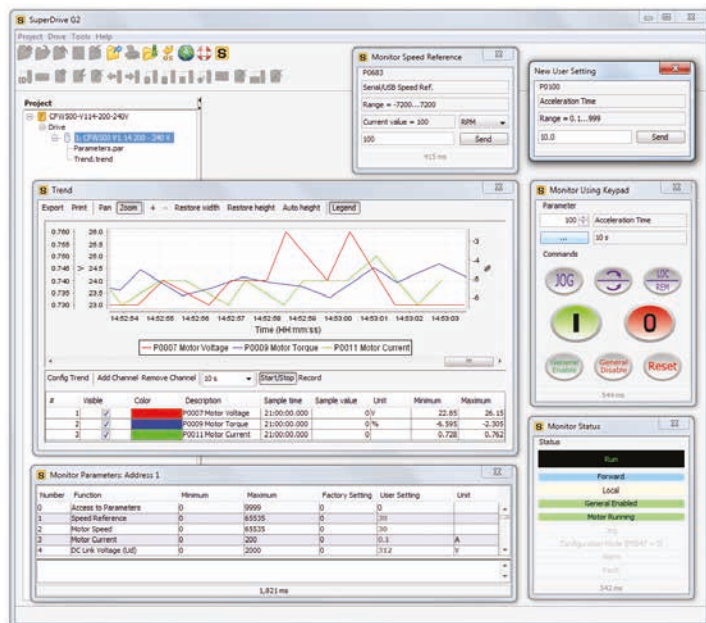 SuperDrive G2
Project Drive Tools Help
Project
CFW500-V114-200-240V
Drive
1: CFW500 V1.14 200 - 240 V
Parameters.par
Trend.trend
Monitor Speed Reference
P0683
Serial/USB Speed Ref.
Range = -7200...7200
Current value = 100 RPM
100 Send
915 ms
New User Setting
P0100
Acceleration Time
Range = 0.1...999
10.0 Send
Trend
Export Print Pan Zoom + - Restore width Restore height Auto height Legend
0.760 26.0
0.755 25.5
0.750 25.0
0.745 24.5
0.740 24.0
0.735 23.5
0.730 23.0
V
-3
-4
-5
-6
%
14:52:54 14:52:55 14:52:56 14:52:57 14:52:58 14:52:59 14:53:00 14:53:01 14:53:02 14:53:03
Time (HH:mm:ss)
P0007 Motor Voltage P0009 Motor Torque P0011 Motor Current
Config Trend Add Channel Remove Channel 10 s Start/Stop Record
# Visible Color Description Sample time Sample value Unit Minimum Maximum
1 P0007 Motor Voltage 21:00:00.000 0 V 22.85 26.15
2 P0009 Motor Torque 21:00:00.000 0 % -6.595 -2.305
3 P0011 Motor Current 21:00:00.000 0 0.728 0.762
Monitor Using Keypad
Parameter
100 Acceleration Time
... 10 s
Commands
JOG
LOC
REM
I
0
General
Enable
General
Disable
Reset
544 ms
Monitor Parameters: Address 1
Number Function Minimum Maximum Factory Setting User Setting Unit
0 Access to Parameters 0 9999 0 0
1 Speed Reference 0 65535 30
2 Motor Speed 0 65535 30
3 Motor Current 0 200 0.1 A
4 DC Link Voltage (Ud) 0 2000 312 V
1,821 ms
Monitor Status
Status
Run
Forward
Local
General Enabled
Motor Running
Jog
Alarm
Fault
542 ms